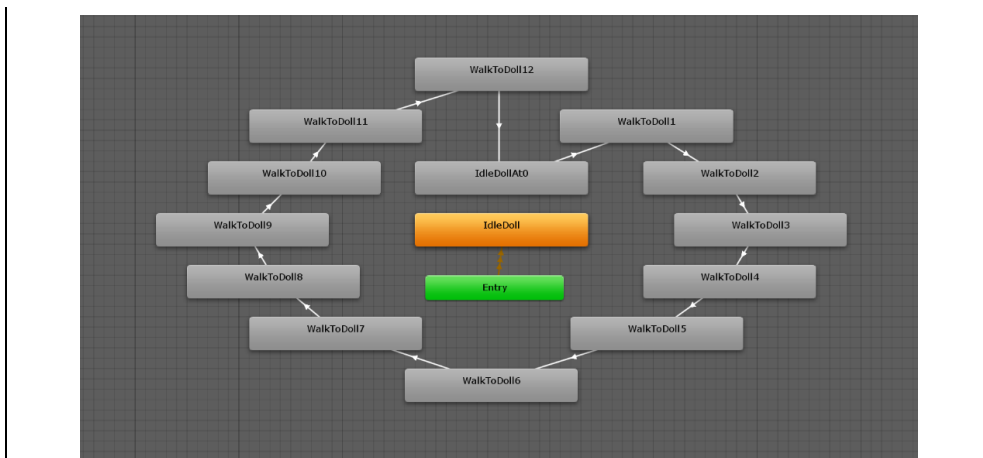 WalkToDoll12
WalkToDoll11
WalkToDoll1
WalkToDoll10
IdleDollAt0
WalkToDoll2
WalkToDoll9
IdleDoll
WalkToDoll3
WalkToDoll8
Entry
WalkToDoll4
WalkToDoll7
WalkToDoll5
WalkToDoll6